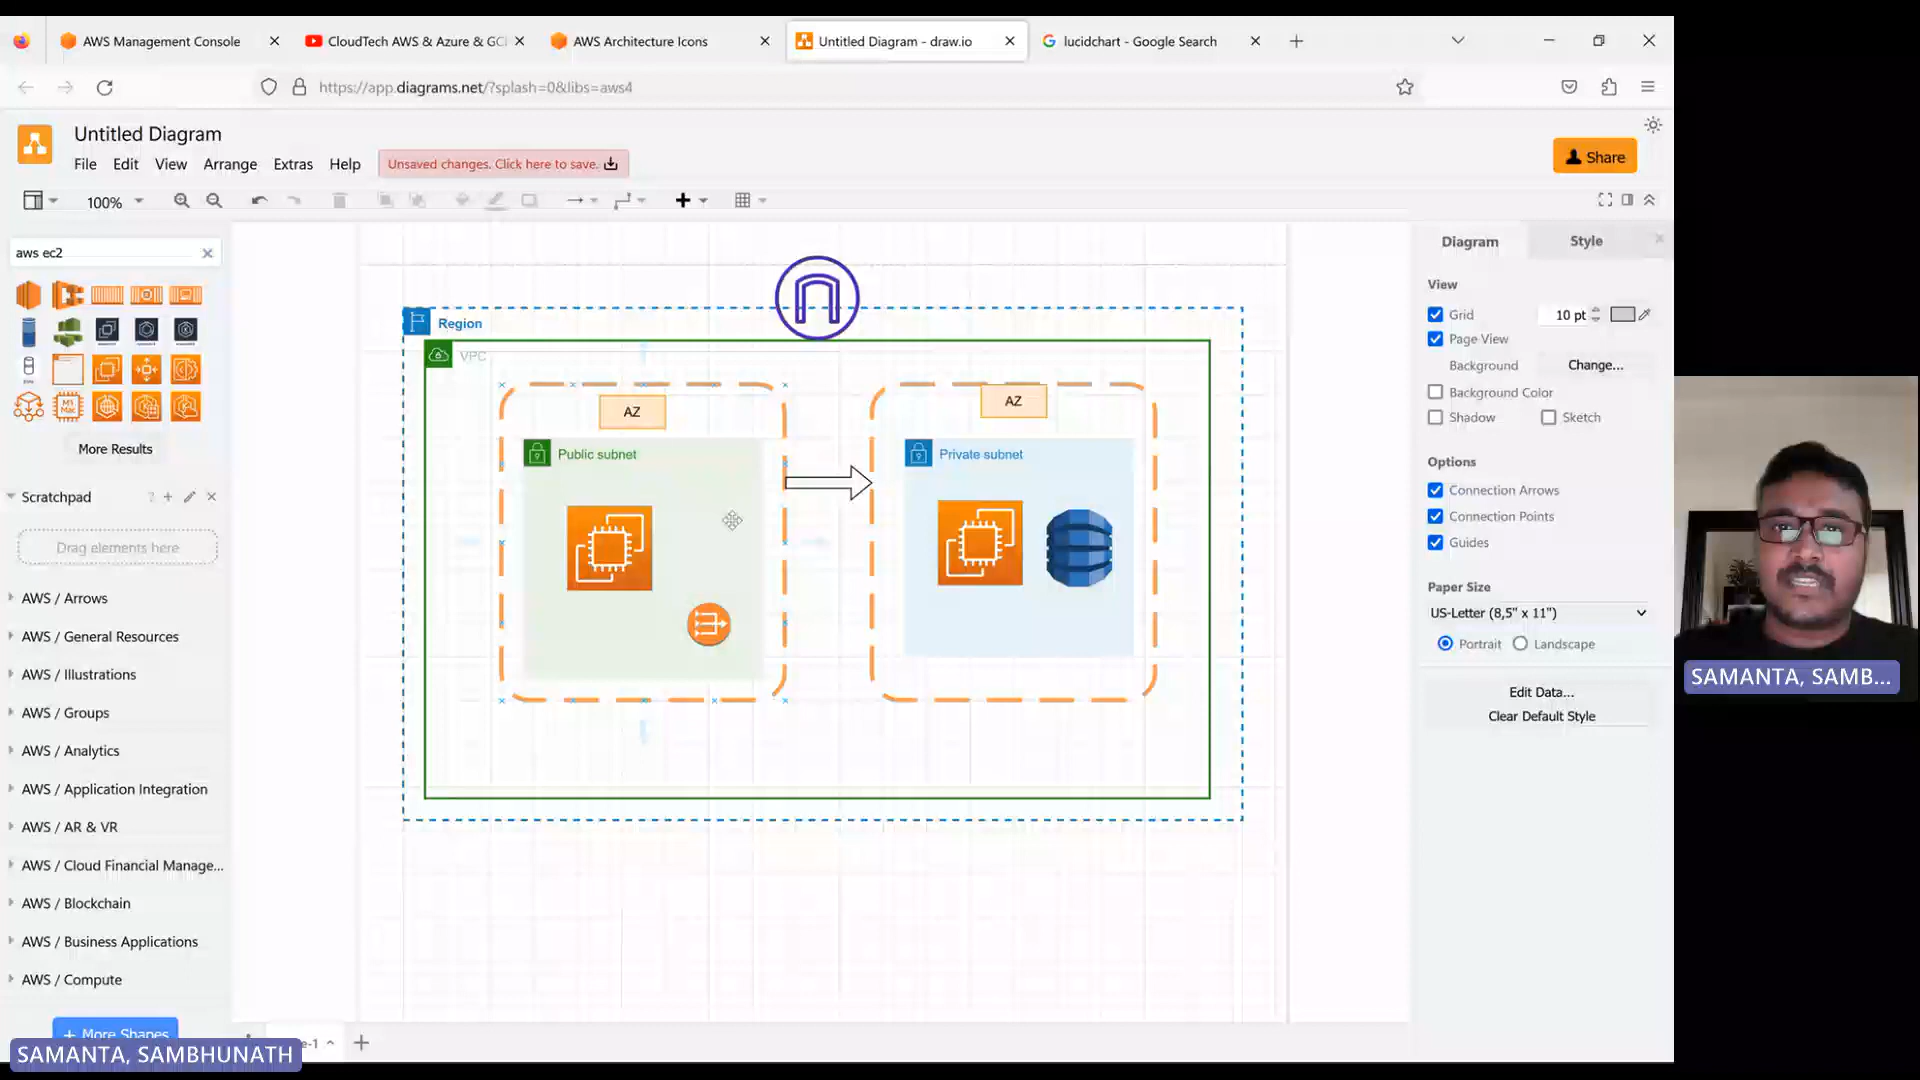 AWS Management Console
CloudTech AWS & Azure & GC
AWS Architecture Icons
Untitled Diagram - draw.io
lucidchart - Google Search
https://app.diagrams.net/?splash=0&libs=aws4
Untitled Diagram
File Edit View Arrange Extras Help
Unsaved changes. Click here to save.
Share
100%
aws ec2
More Results
Scratchpad
?
Drag elements here
AWS / Arrows
AWS / General Resources
AWS / Illustrations
AWS / Groups
AWS / Analytics
AWS / Application Integration
AWS / AR & VR
AWS / Cloud Financial Manage...
AWS / Blockchain
AWS / Business Applications
AWS / Compute
+ More Shapes
e-1
Region
VPC
AZ
Public subnet
AZ
Private subnet
M1
Mac
Diagram
Style
View
Grid
10 pt
Page View
Background
Change...
Background Color
Shadow
Sketch
Options
Connection Arrows
Connection Points
Guides
Paper Size
US-Letter (8,5" x 11")
Portrait
Landscape
Edit Data...
Clear Default Style
SAMANTA, SAMB...
SAMANTA, SAMBHUNATH